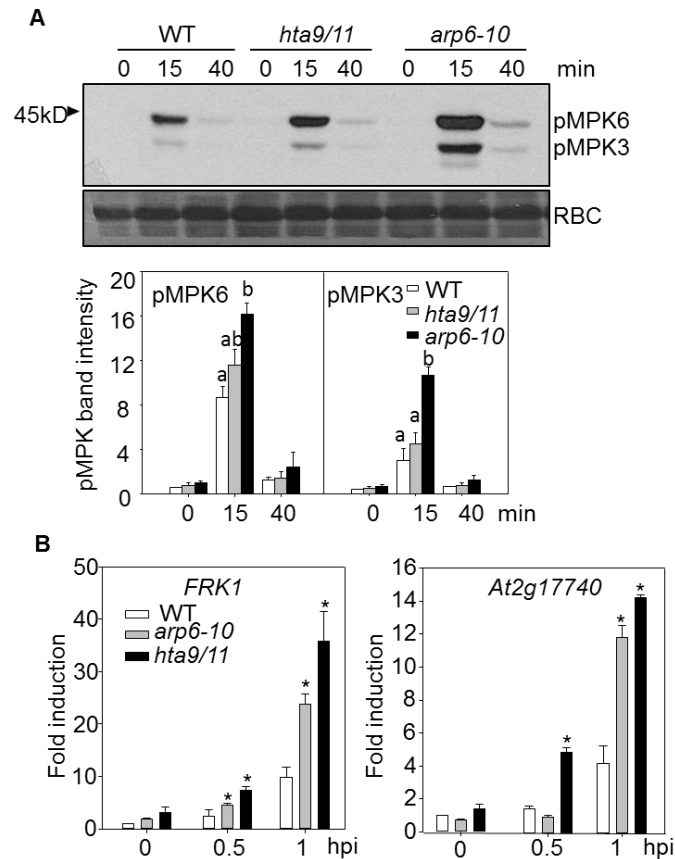 A
WT hta9/11 arp6-10
0 15 40 0 15 40 0 15 40 min
45kD
pMPK6
pMPK3
RBC
pMPK band intensity
20
16
12
8
4
0
pMPK6
pMPK3
WT
hta9/11
arp6-10
a ab b
a a b
0 15 40 0 15 40 min
B
Fold induction
50
40
30
20
10
0
FRK1
WT
arp6-10
hta9/11
* *
* *
0 0.5 1 hpi
Fold induction
16
14
12
10
8
6
4
2
0
At2g17740
*
* *
0 0.5 1 hpi